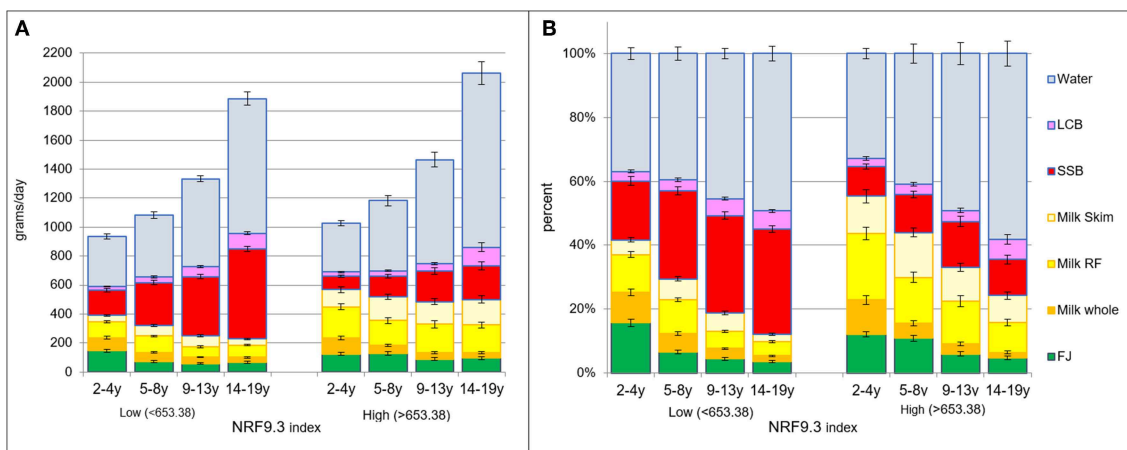 A
2200
2000
1800
1600
1400
1200
1000
800
600
400
200
0
grams/day
2-4y 5-8y 9-13y 14-19y 2-4y 5-8y 9-13y 14-19y
Low (<653.38) High (>653.38)
NRF9.3 index
B
100%
80%
60%
40%
20%
0%
percent
2-4y 5-8y 9-13y 14-19y 2-4y 5-8y 9-13y 14-19y
Low (<653.38) High (>653.38)
NRF9.3 index
Water
LCB
SSB
Milk Skim
Milk RF
Milk whole
FJ